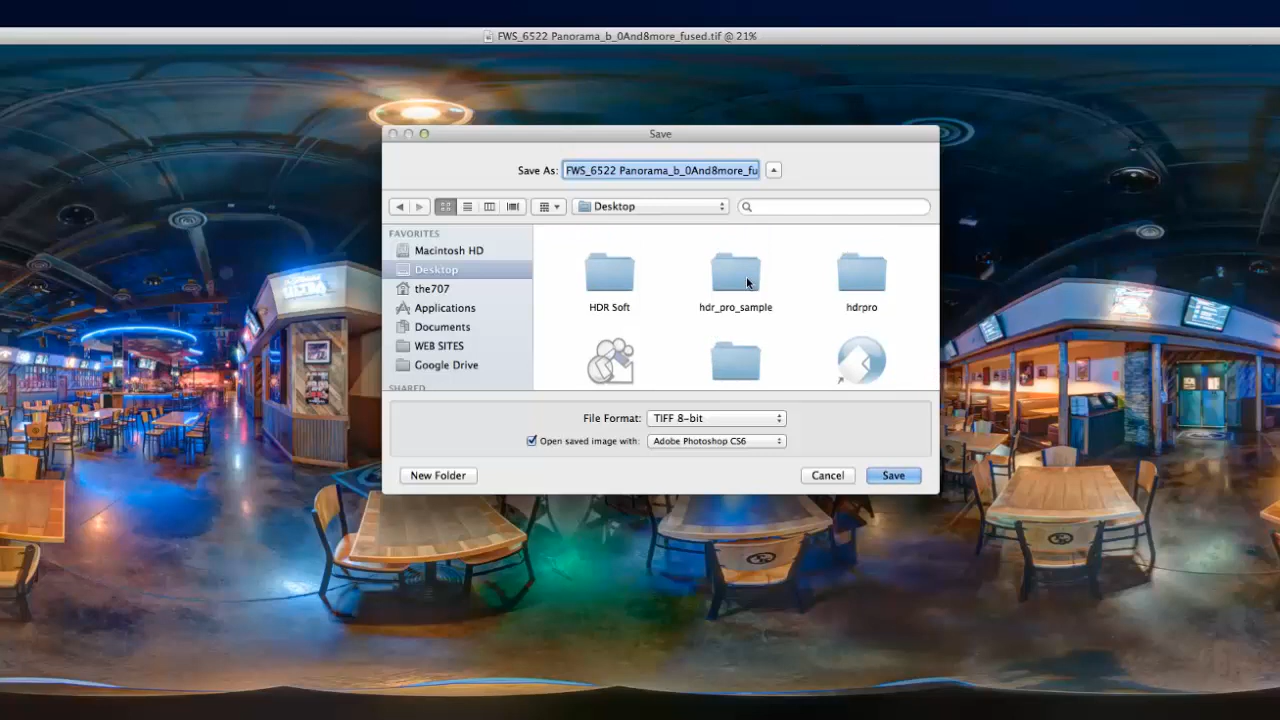 FWS_6522 Panorama_b_0And8more_fused.tif @ 21%
Save
Save As: FWS_6522 Panorama_b_0And8more_fu
Desktop
FAVORITES
Macintosh HD
Desktop
the707
Applications
Documents
WEB SITES
Google Drive
SHARED
HDR Soft
hdr_pro_sample
hdrpro
File Format: TIFF 8-bit
Open saved image with: Adobe Photoshop CS6
New Folder
Cancel
Save